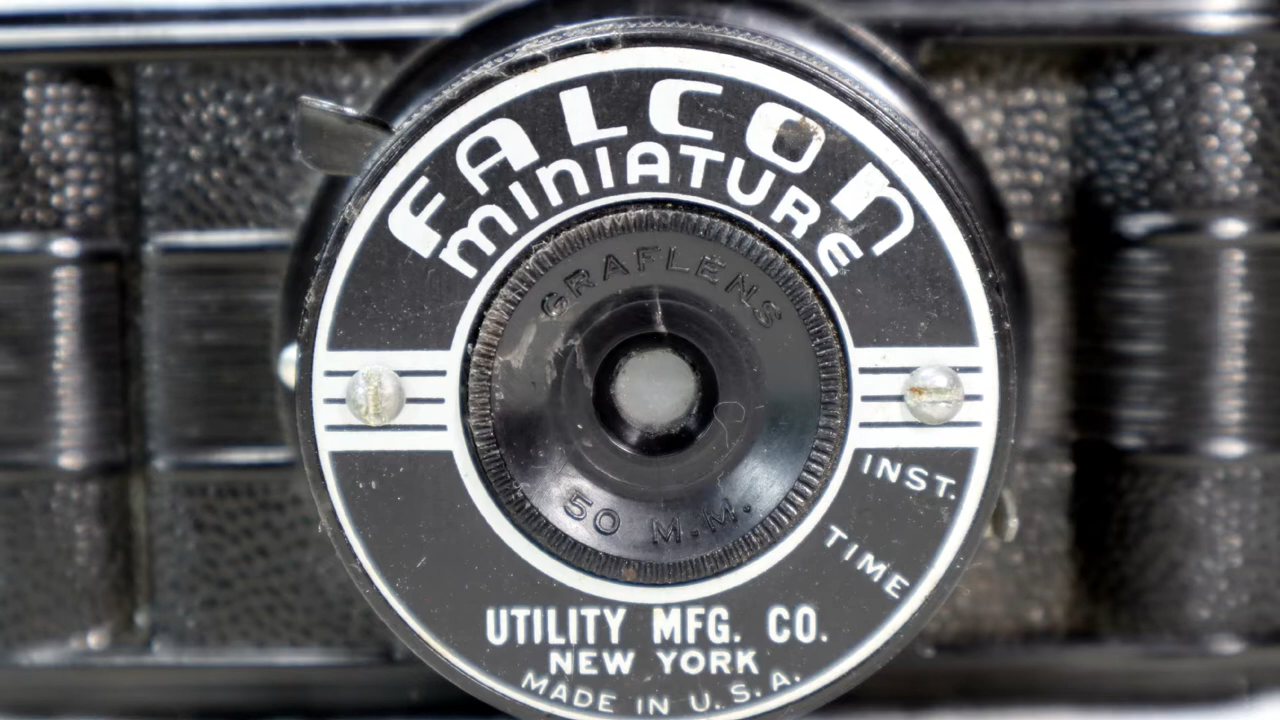 FALCON
MINIATURE
GRAFLENS
50 M.M.
INST.
TIME
UTILITY MFG. CO.
NEW YORK
MADE IN U.S.A.